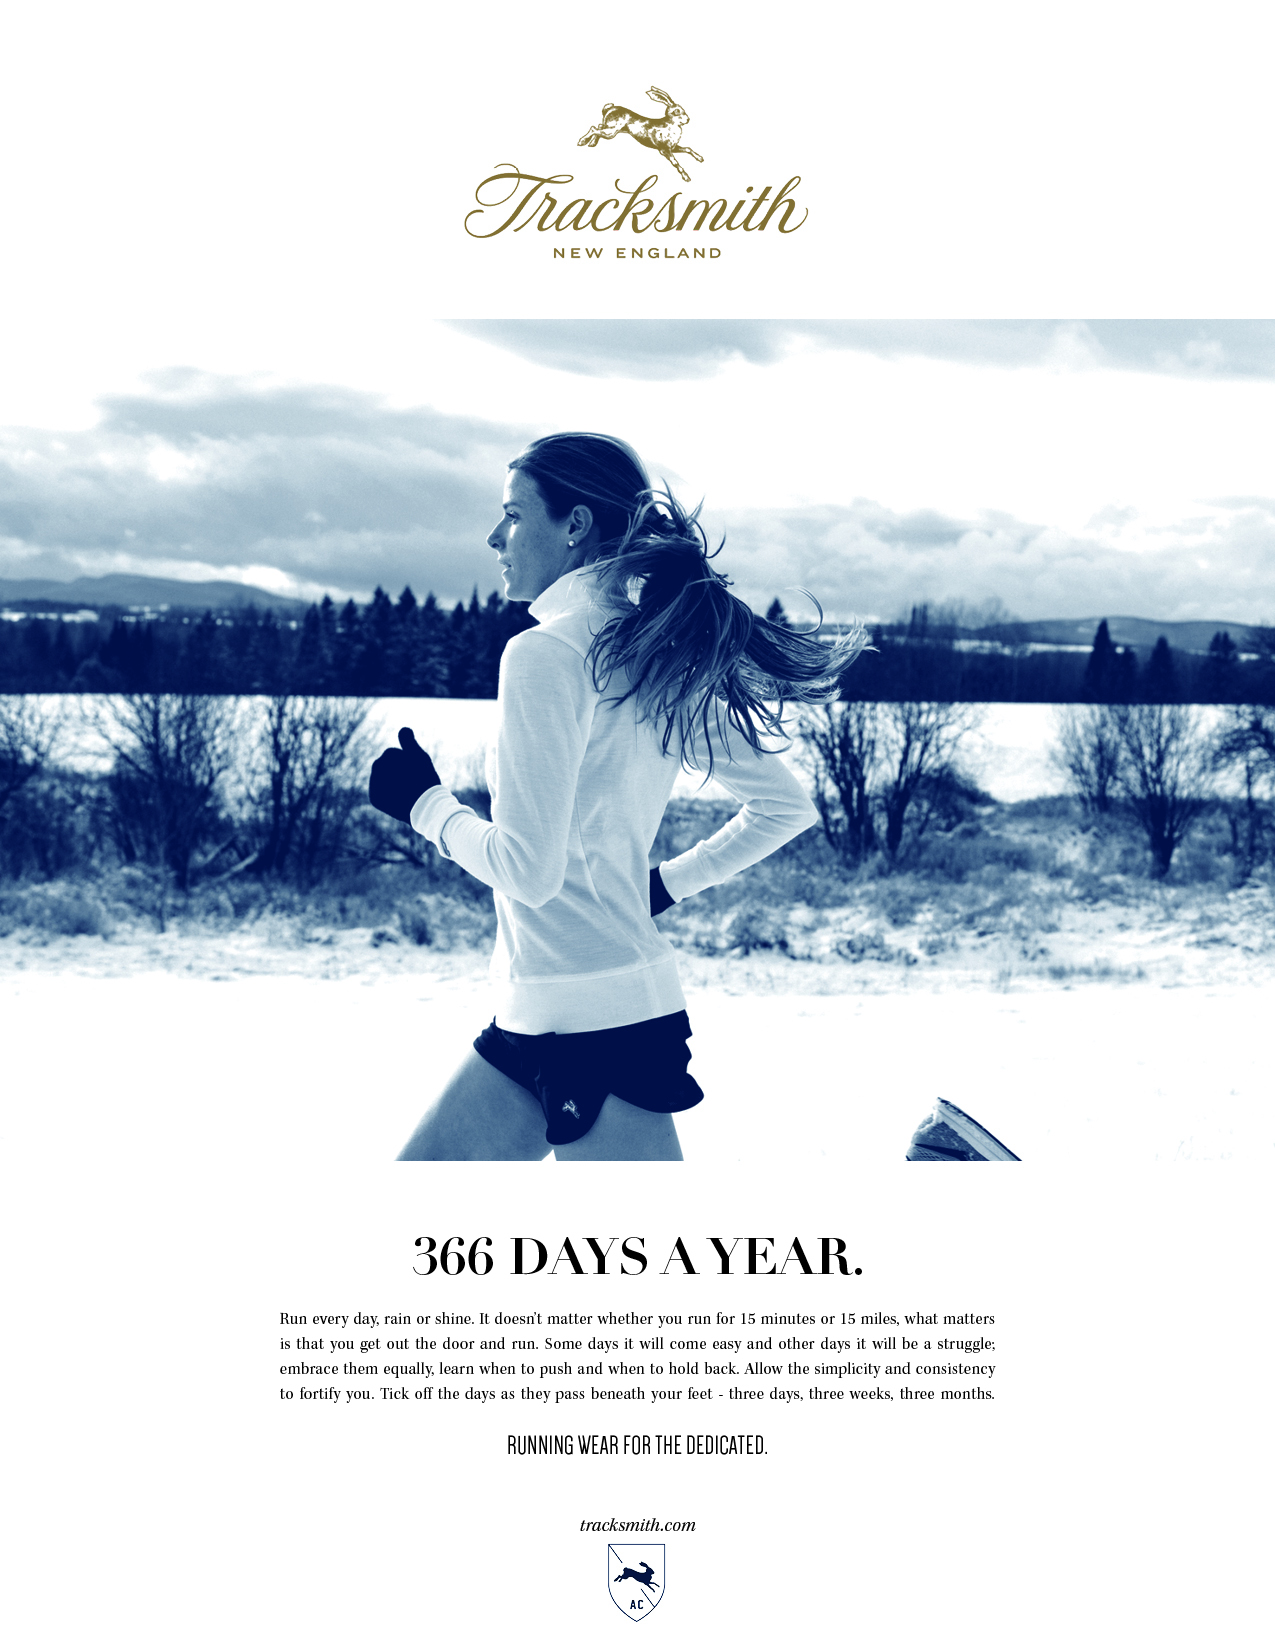 Tracksmith
NEW ENGLAND
366 DAYS A YEAR.
Run every day, rain or shine. It doesn't matter whether you run for 15 minutes or 15 miles, what matters
is that you get out the door and run. Some days it will come easy and other days it will be a struggle;
embrace them equally, learn when to push and when to hold back. Allow the simplicity and consistency
to fortify you. Tick off the days as they pass beneath your feet - three days, three weeks, three months.
RUNNING WEAR FOR THE DEDICATED.
tracksmith.com
AC